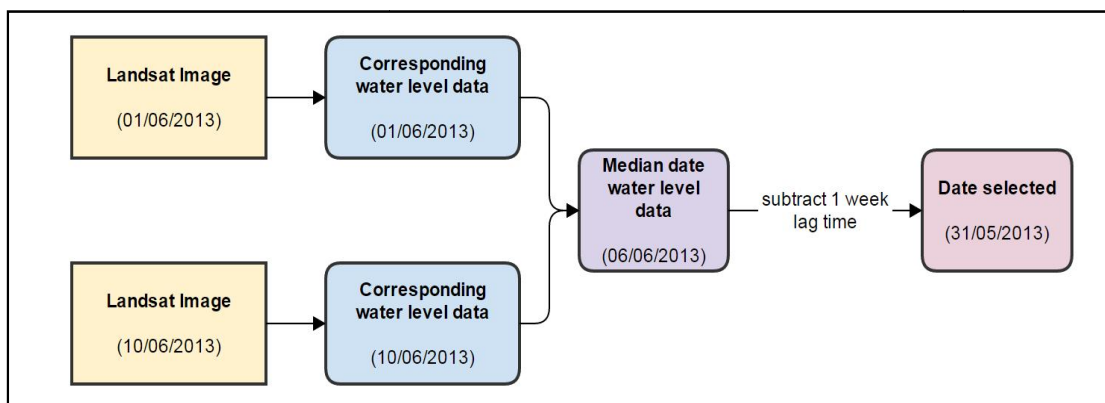 Landsat Image
(01/06/2013)
Corresponding
water level data
(01/06/2013)
Landsat Image
(10/06/2013)
Corresponding
water level data
(10/06/2013)
Median date
water level
data
(06/06/2013)
subtract 1 week
lag time
Date selected
(31/05/2013)